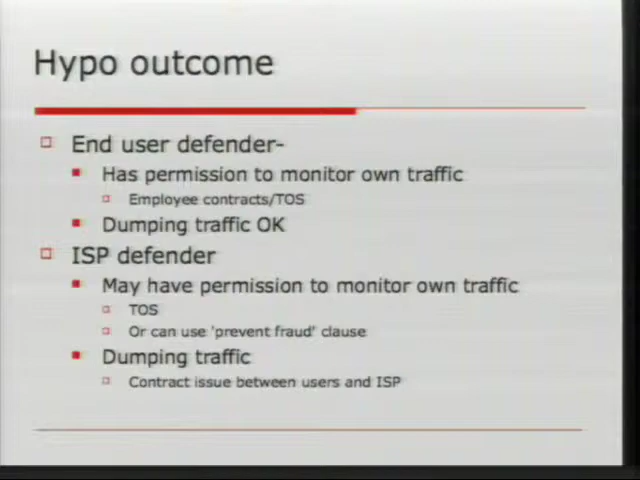 Hypo outcome
End user defender-
Has permission to monitor own traffic
Employee contracts/TOS
Dumping traffic OK
ISP defender
May have permission to monitor own traffic
TOS
Or can use 'prevent fraud' clause
Dumping traffic
Contract issue between users and ISP